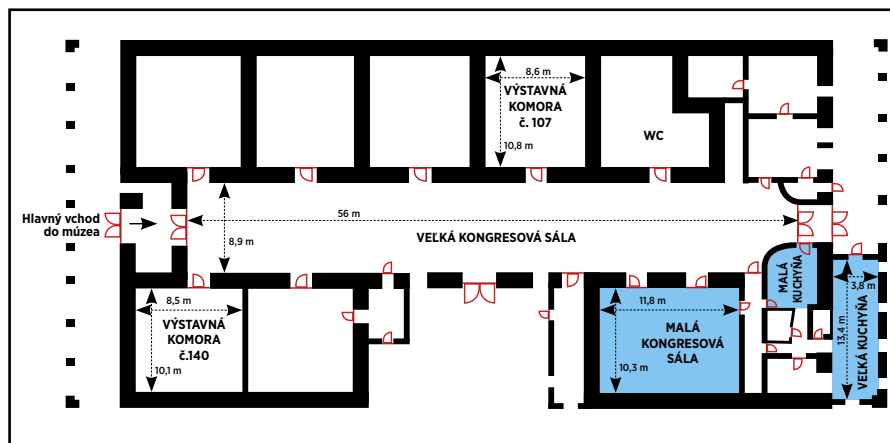 8,6 m
VÝSTAVNÁ
KOMORA
č. 107
10,8 m
WC
Hlavný vchod
do múzea
56 m
8,9 m
VEĽKÁ KONGRESOVÁ SÁLA
8,5 m
VÝSTAVNÁ
KOMORA
č.140
10,1 m
11,8 m
MALÁ
KONGRESOVÁ
SÁLA
10,3 m
MALÁ
KUCHYŇA
3,8 m
13,4 m
VEĽKÁ KUCHYŇA